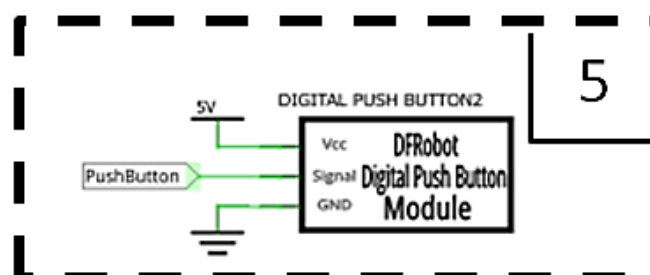 5
DIGITAL PUSH BUTTON2
5V
Vcc
DFRobot
PushButton
Signal
Digital Push Button
GND
Module